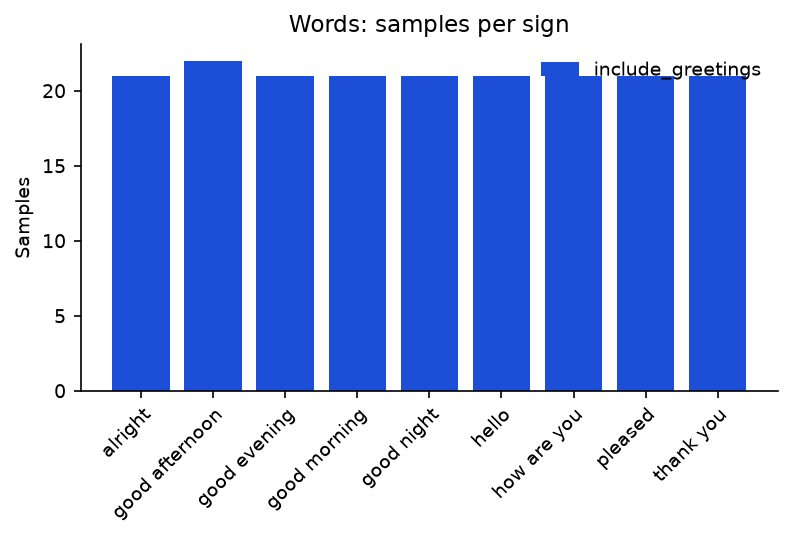 Words: samples per sign
include_greetings
Samples
20
15
10
5
0
alright
good afternoon
good evening
good morning
good night
hello
how are you
pleased
thank you